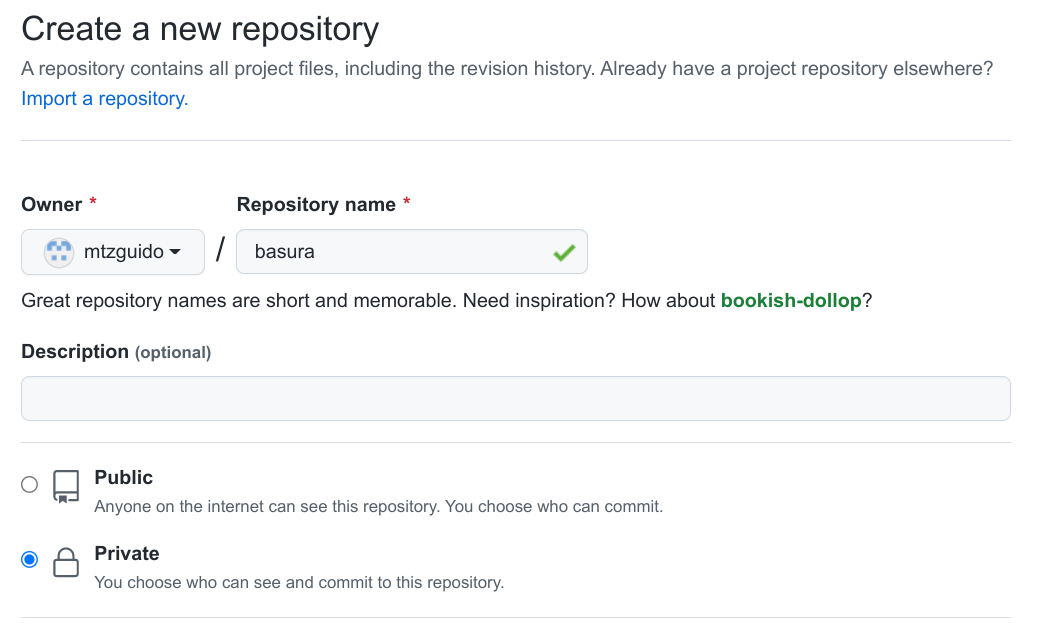 Create a new repository
A repository contains all project files, including the revision history. Already have a project repository elsewhere?
Import a repository.
Owner * Repository name *
mtzguido / basura
Great repository names are short and memorable. Need inspiration? How about bookish-dollop?
Description (optional)
Public
Anyone on the internet can see this repository. You choose who can commit.
Private
You choose who can see and commit to this repository.